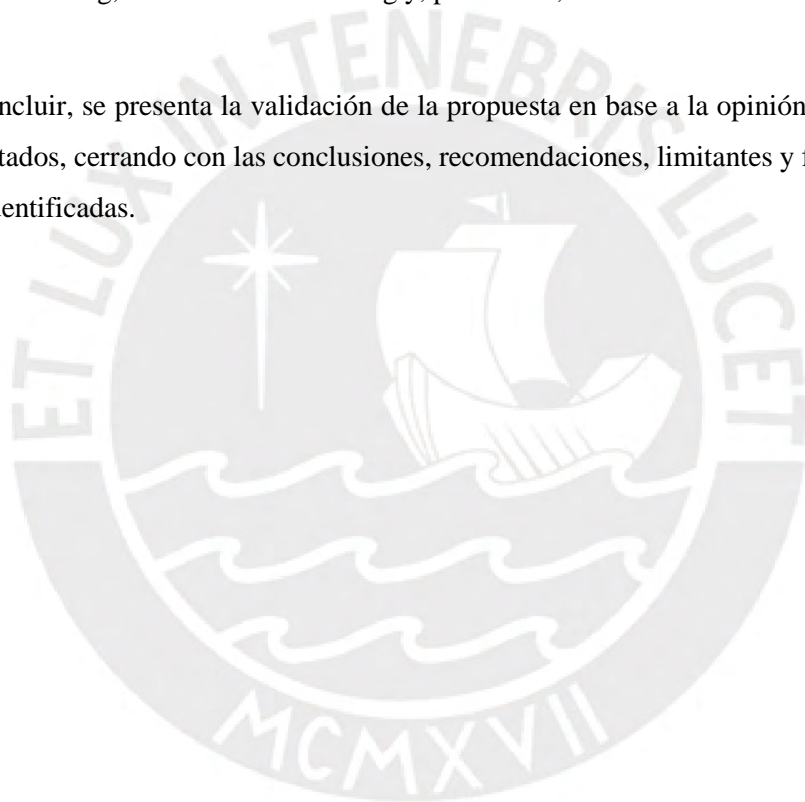 ncluir, se presenta la validación de la propuesta en base a la opinión
tados, cerrando con las conclusiones, recomendaciones, limitantes y f
dentificadas.
ET LUX IN TENEBRIS LUCET
MCMXVII